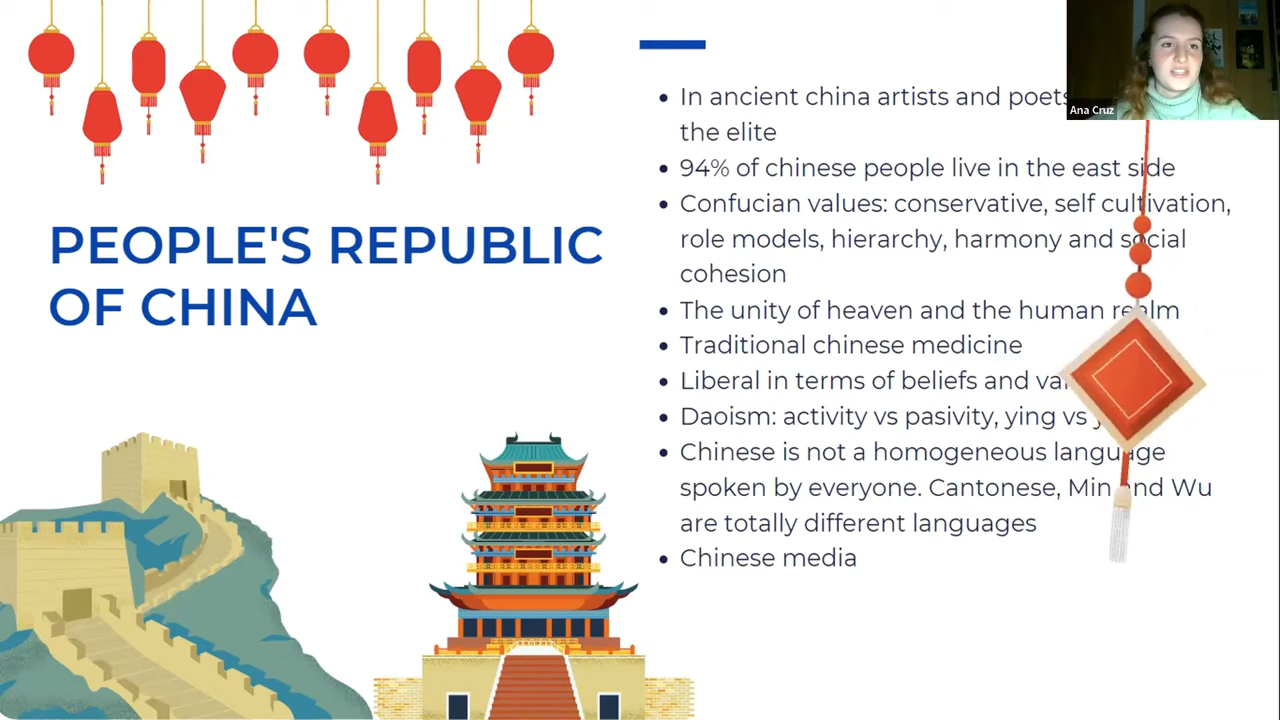 Ana Cruz
PEOPLE'S REPUBLIC
OF CHINA
• In ancient china artists and poets
the elite
• 94% of chinese people live in the east side
• Confucian values: conservative, self cultivation,
role models, hierarchy, harmony and social
cohesion
• The unity of heaven and the human realm
• Traditional chinese medicine
• Liberal in terms of beliefs and
• Daoism: activity vs pasivity, ying vs
• Chinese is not a homogeneous language
spoken by everyone. Cantonese, Min and Wu
are totally different languages
• Chinese media